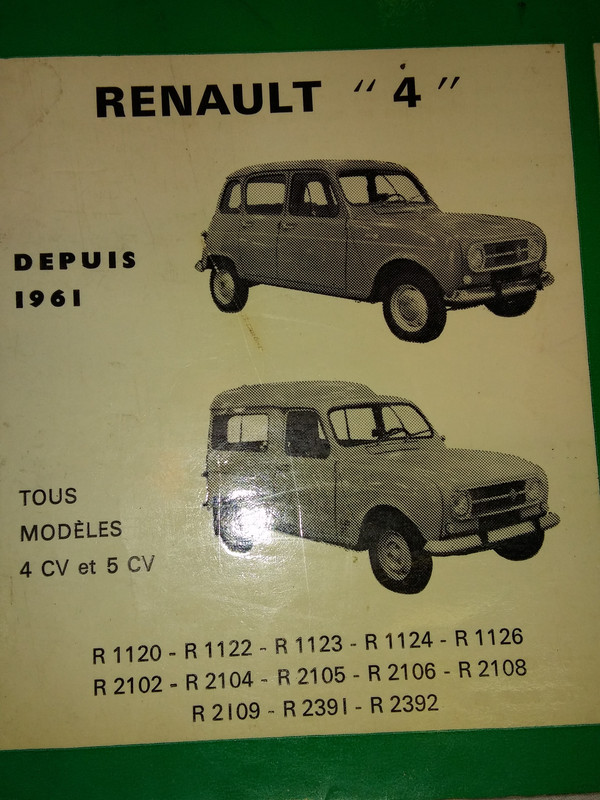 RENAULT “ 4 ”
DEPUIS
1961
TOUS
MODÈLES
4 CV et 5 CV
R 1120 - R 1122 - R 1123 - R 1124 - R 1126
R 2102 - R 2104 - R 2105 - R 2106 - R 2108
R 2109 - R 2391 - R 2392